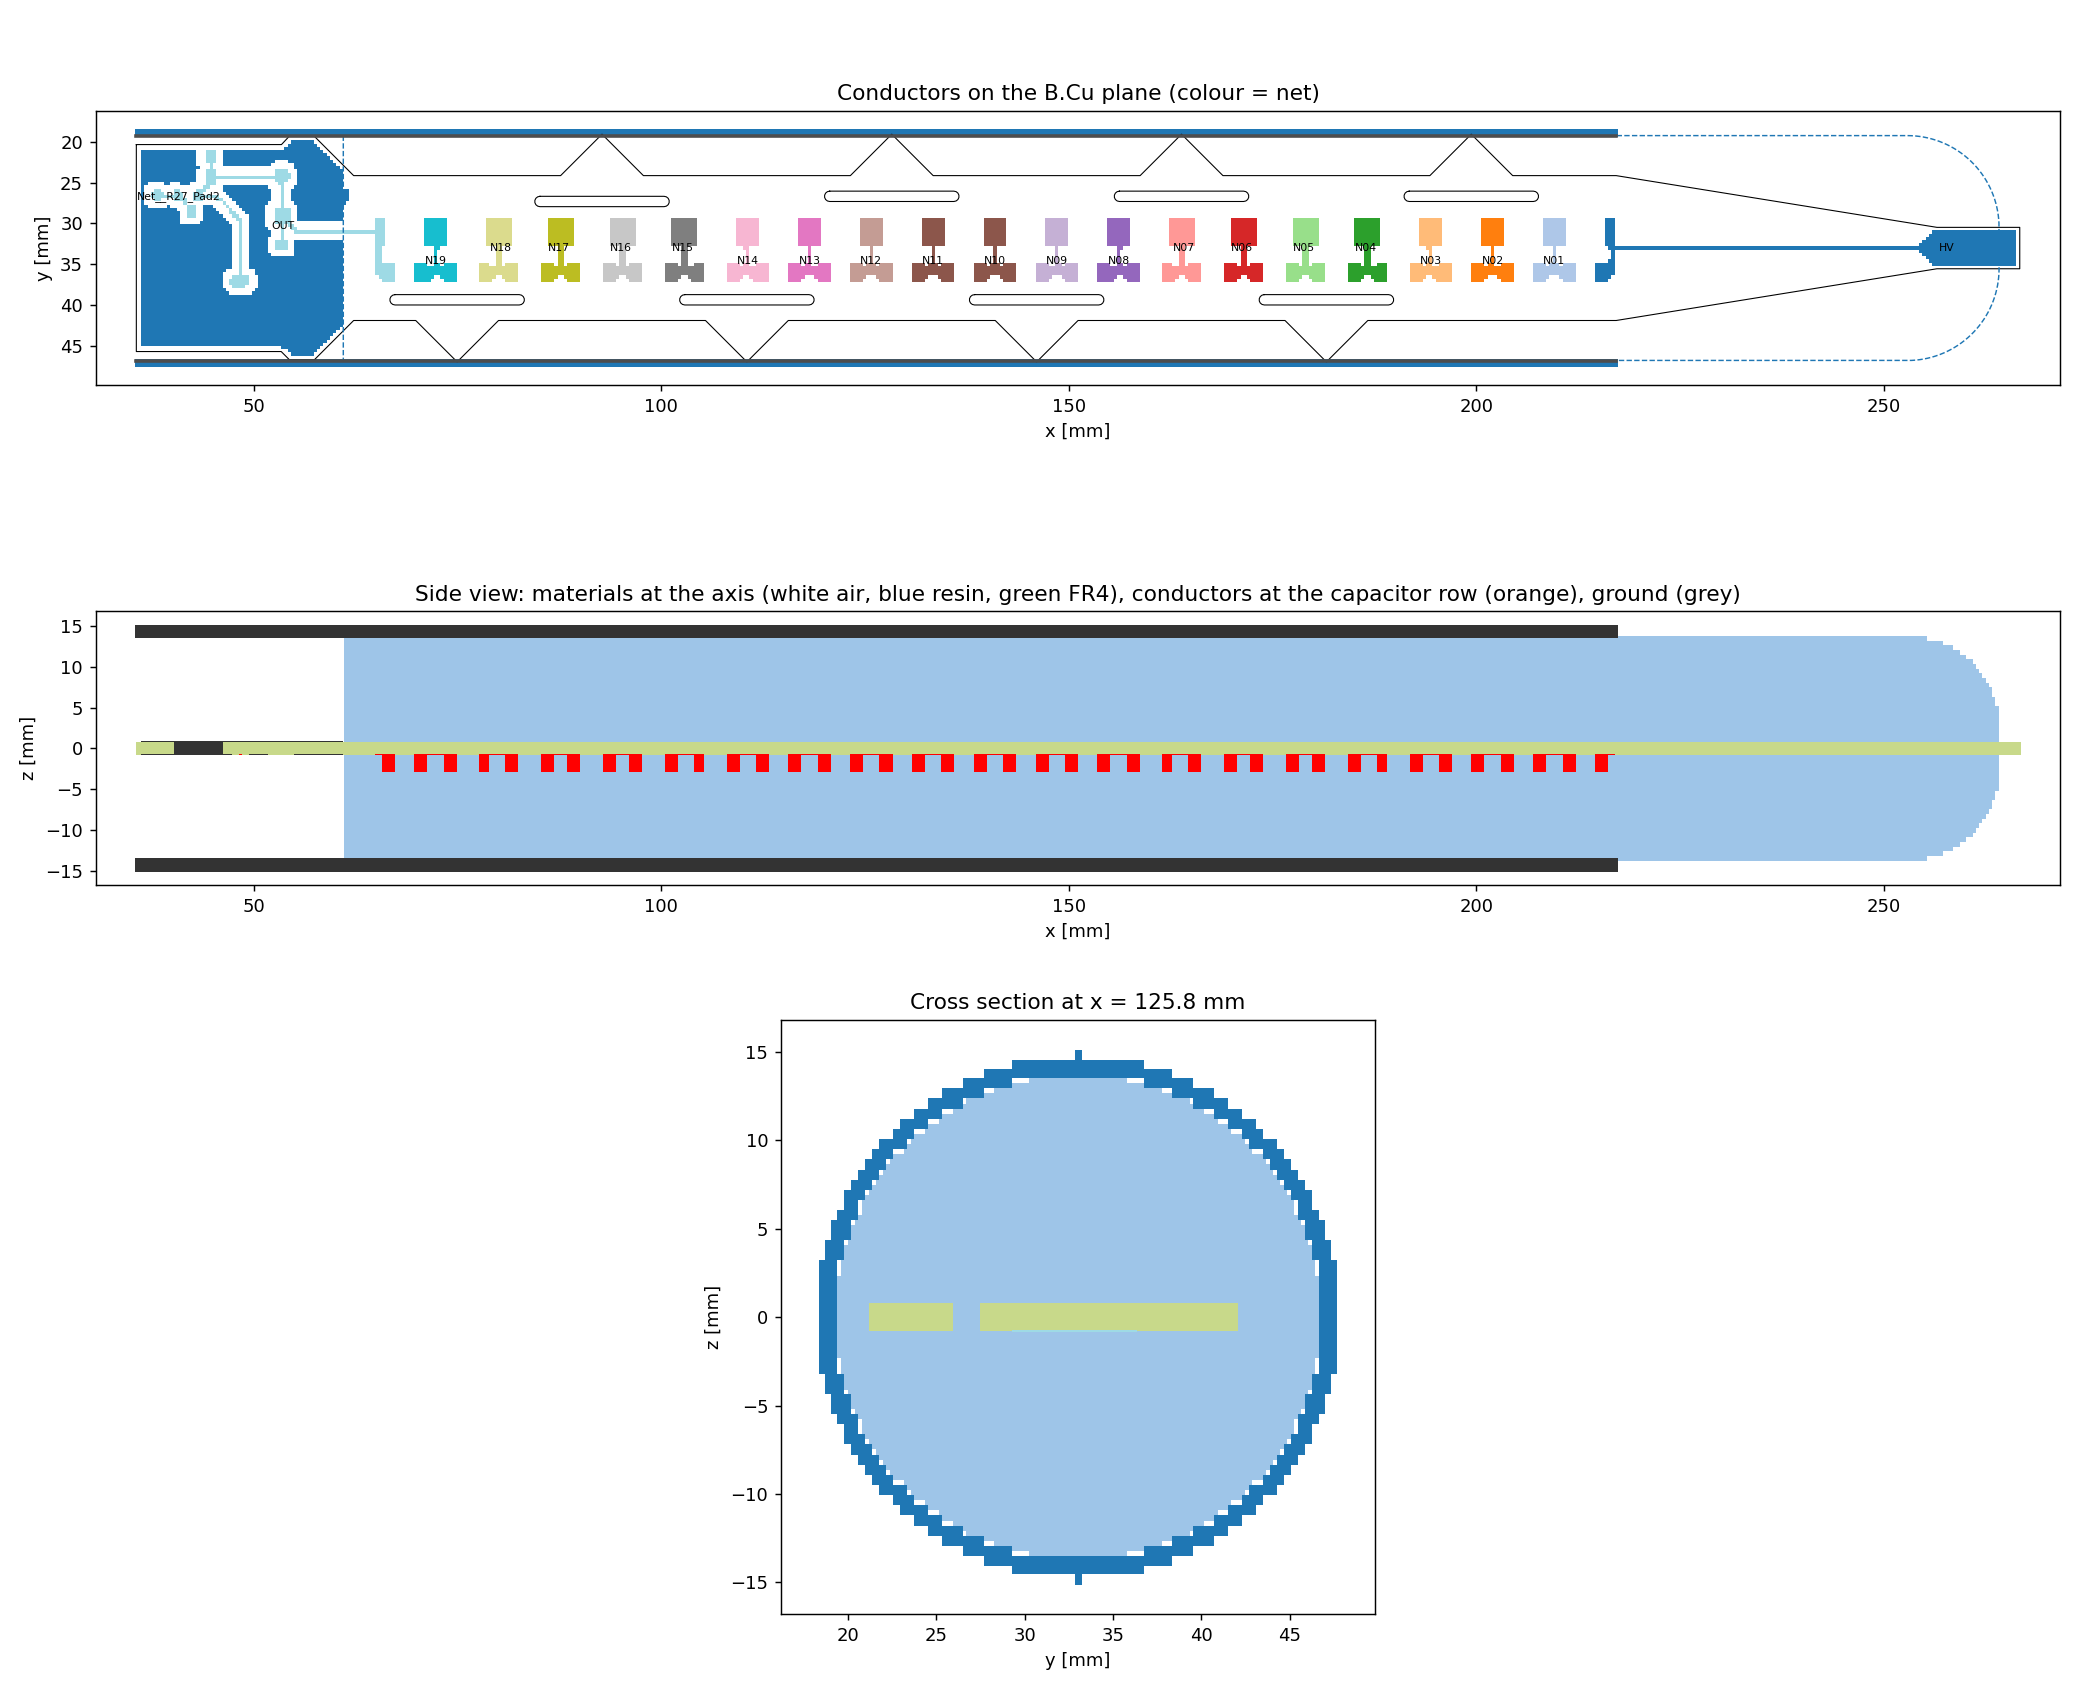 Conductors on the B.Cu plane (colour = net)
y [mm]
20
25
30
35
40
45
Net_R27_Pad2
OUT
N19
N18
N17
N16
N15
N14
N13
N12
N11
N10
N09
N08
N07
N06
N05
N04
N03
N02
N01
HV
50
100
150
200
250
x [mm]
Side view: materials at the axis (white air, blue resin, green FR4), conductors at the capacitor row (orange), ground (grey)
z [mm]
15
10
5
0
−5
−10
−15
50
100
150
200
250
x [mm]
Cross section at x = 125.8 mm
z [mm]
15
10
5
0
−5
−10
−15
20
25
30
35
40
45
y [mm]